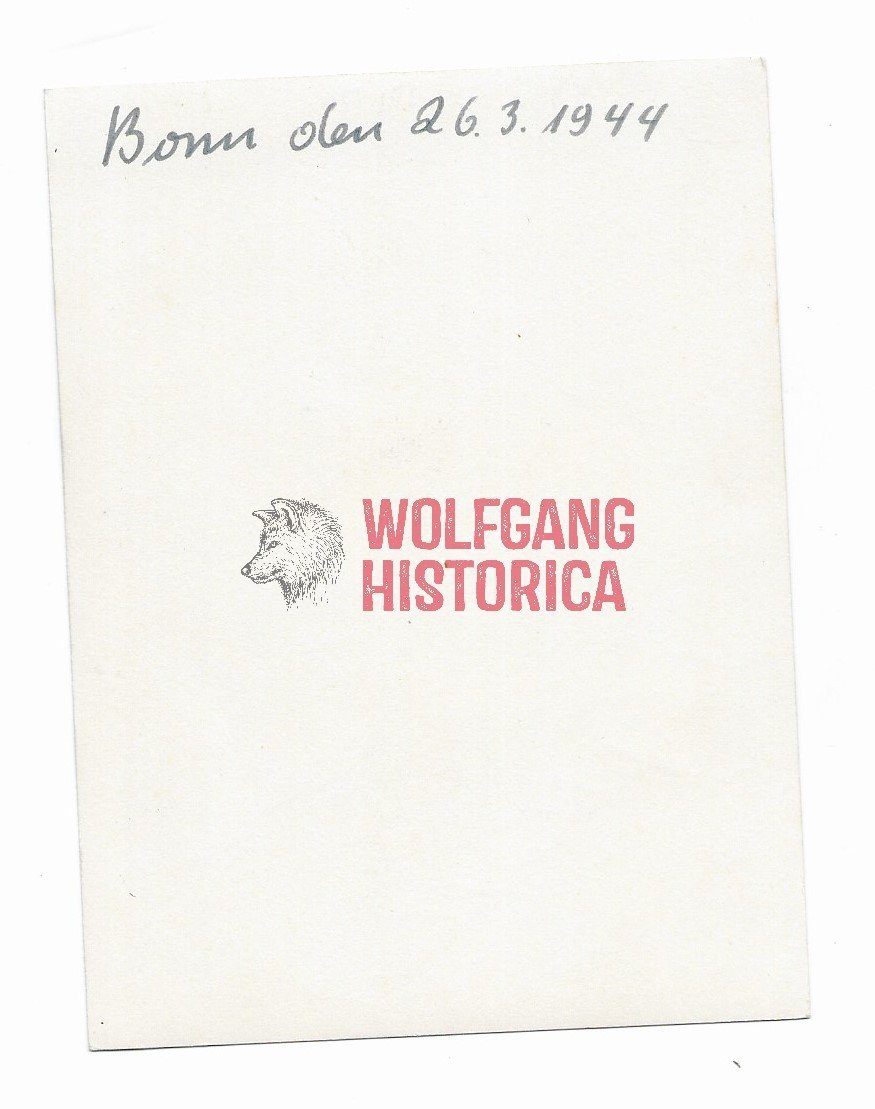 Bonn den 26.3.1944
WOLFGANG
HISTORICA